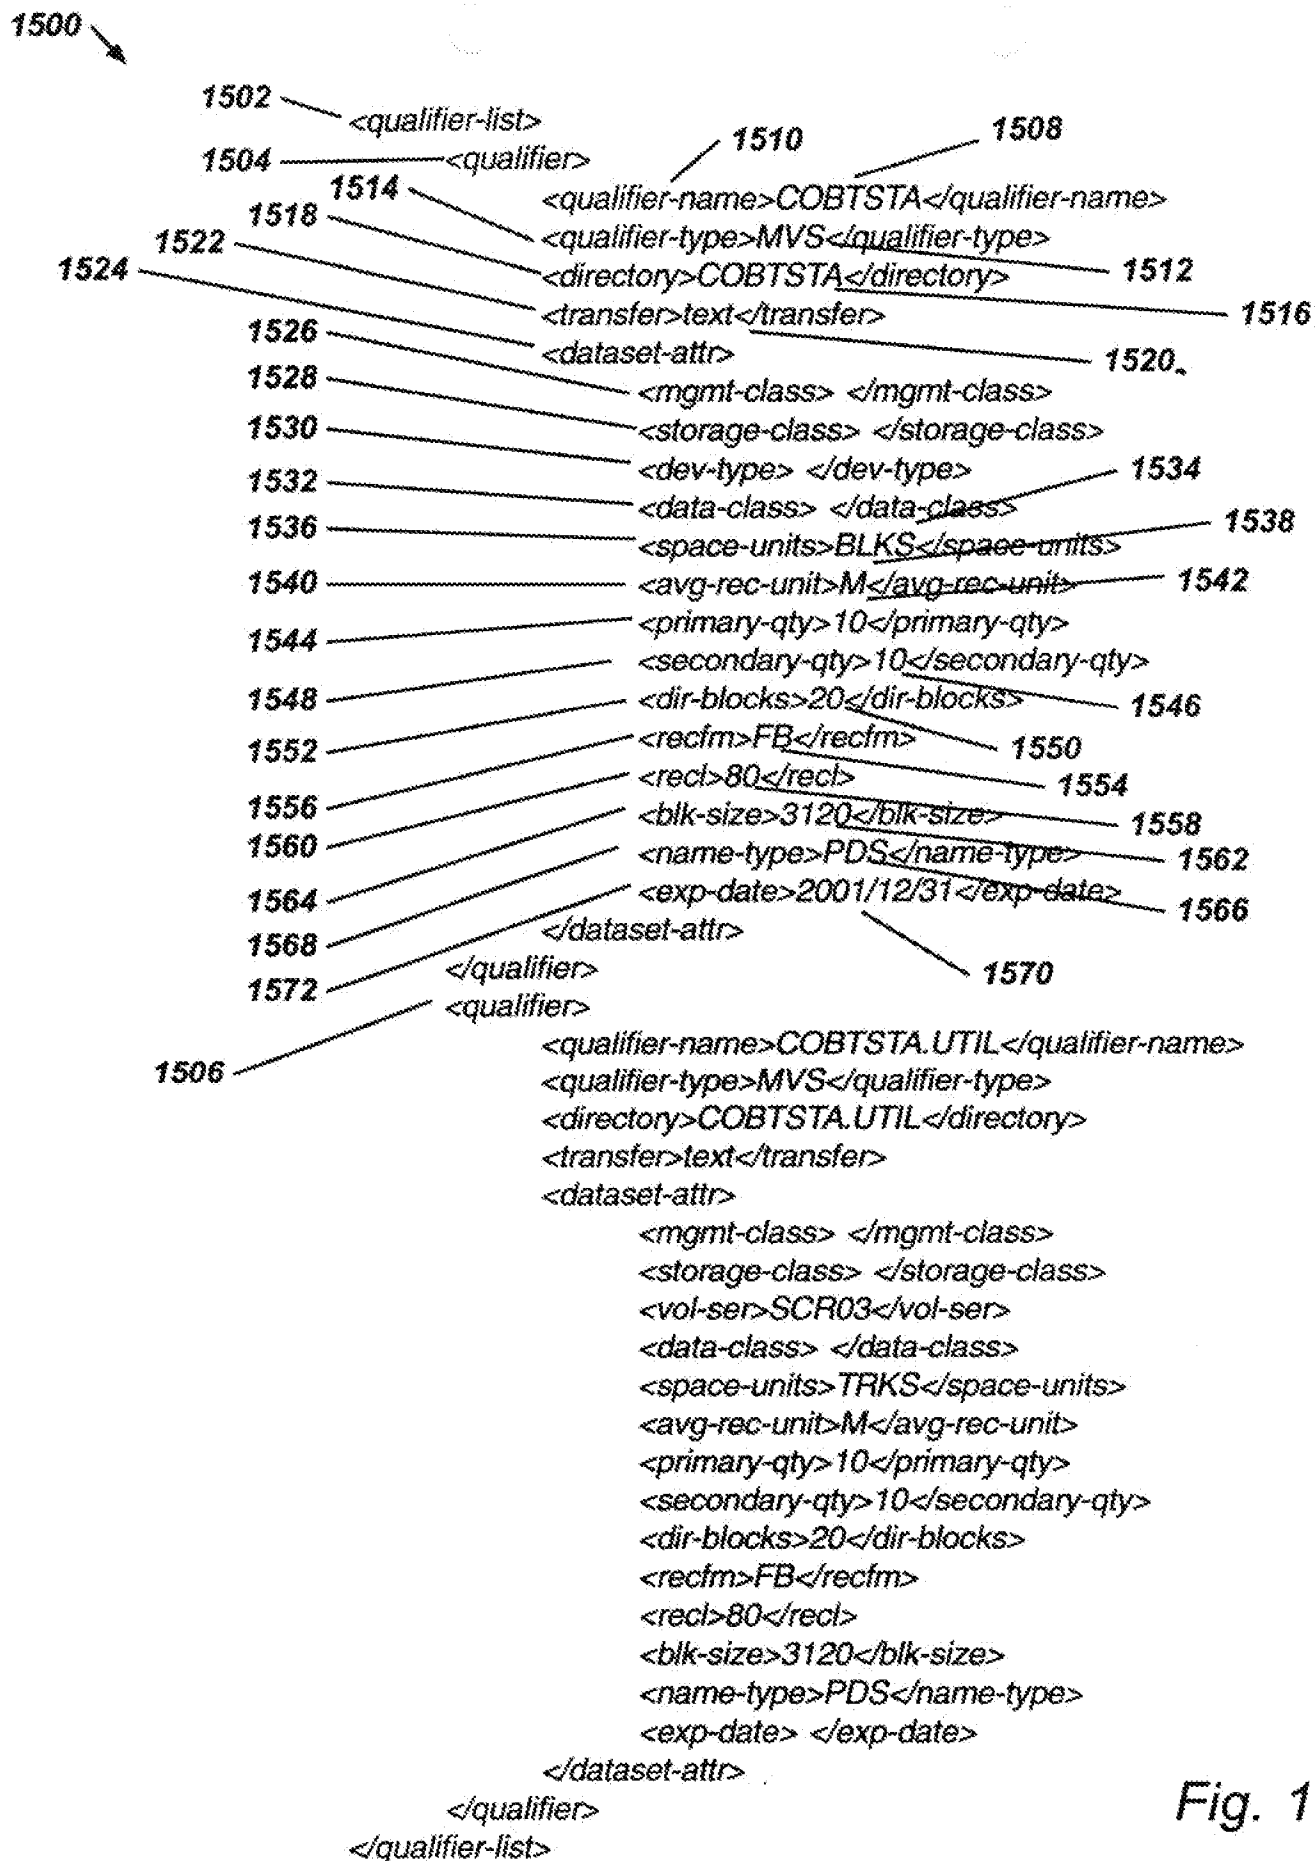 1500
1502 <qualifier-list>
1504 <qualifier> 1510 1508
1514 <qualifier-name>COBTSTA</qualifier-name>
1518 <qualifier-type>MVS</qualifier-type>
1522 <directory>COBTSTA</directory> 1512
1524 <transfer>text</transfer> 1516
1526 <dataset-attr> 1520
1528 <mgmt-class> </mgmt-class>
<storage-class> </storage-class>
1530 <dev-type> </dev-type> 1534
1532 <data-class> </data-class>
1536 <space-units>BLKS</space-units> 1538
1540 <avg-rec-unit>M</avg-rec-unit> 1542
1544 <primary-qty>10</primary-qty>
<secondary-qty>10</secondary-qty>
1548 <dir-blocks>20</dir-blocks> 1546
1552 <recfm>FB</recfm> 1550
<recl>80</recl> 1554
1556 <blk-size>3120</blk-size> 1558
1560 <name-type>PDS</name-type> 1562
1564 <exp-date>2001/12/31</exp-date> 1566
1568 </dataset-attr>
1572 </qualifier> 1570
<qualifier>
<qualifier-name>COBTSTA.UTIL</qualifier-name>
1506 <qualifier-type>MVS</qualifier-type>
<directory>COBTSTA.UTIL</directory>
<transfer>text</transfer>
<dataset-attr>
<mgmt-class> </mgmt-class>
<storage-class> </storage-class>
<vol-ser>SCR03</vol-ser>
<data-class> </data-class>
<space-units>TRKS</space-units>
<avg-rec-unit>M</avg-rec-unit>
<primary-qty>10</primary-qty>
<secondary-qty>10</secondary-qty>
<dir-blocks>20</dir-blocks>
<recfm>FB</recfm>
<recl>80</recl>
<blk-size>3120</blk-size>
<name-type>PDS</name-type>
<exp-date> </exp-date>
</dataset-attr>
</qualifier> Fig. 1
</qualifier-list>